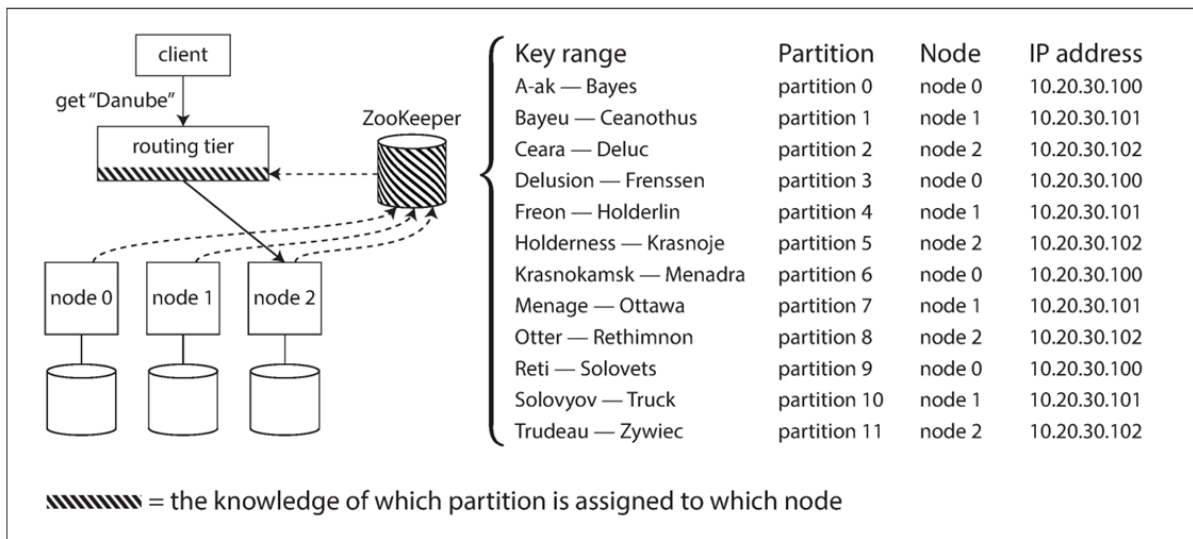 client
get “Danube”
routing tier
ZooKeeper
node 0
node 1
node 2
Key range Partition Node IP address
A-ak — Bayes partition 0 node 0 10.20.30.100
Bayeu — Ceanothus partition 1 node 1 10.20.30.101
Ceara — Deluc partition 2 node 2 10.20.30.102
Delusion — Frenssen partition 3 node 0 10.20.30.100
Freon — Holderlin partition 4 node 1 10.20.30.101
Holderness — Krasnoje partition 5 node 2 10.20.30.102
Krasnokamsk — Menadra partition 6 node 0 10.20.30.100
Menage — Ottawa partition 7 node 1 10.20.30.101
Otter — Rethimnon partition 8 node 2 10.20.30.102
Reti — Solovets partition 9 node 0 10.20.30.100
Solovyov — Truck partition 10 node 1 10.20.30.101
Trudeau — Zywiec partition 11 node 2 10.20.30.102
= the knowledge of which partition is assigned to which node